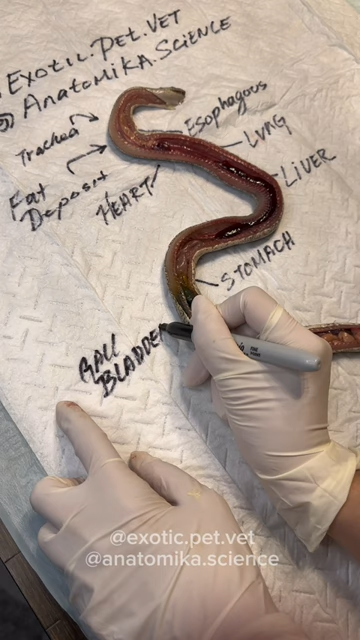 Exotic.Pet.Vet
@ Anatomika.Science
Trachea
Esophagous
Lung
Fat
Deposit
Heart
Liver
Stomach
Gall
Bladder
@exotic.pet.vet
@anatomika.science